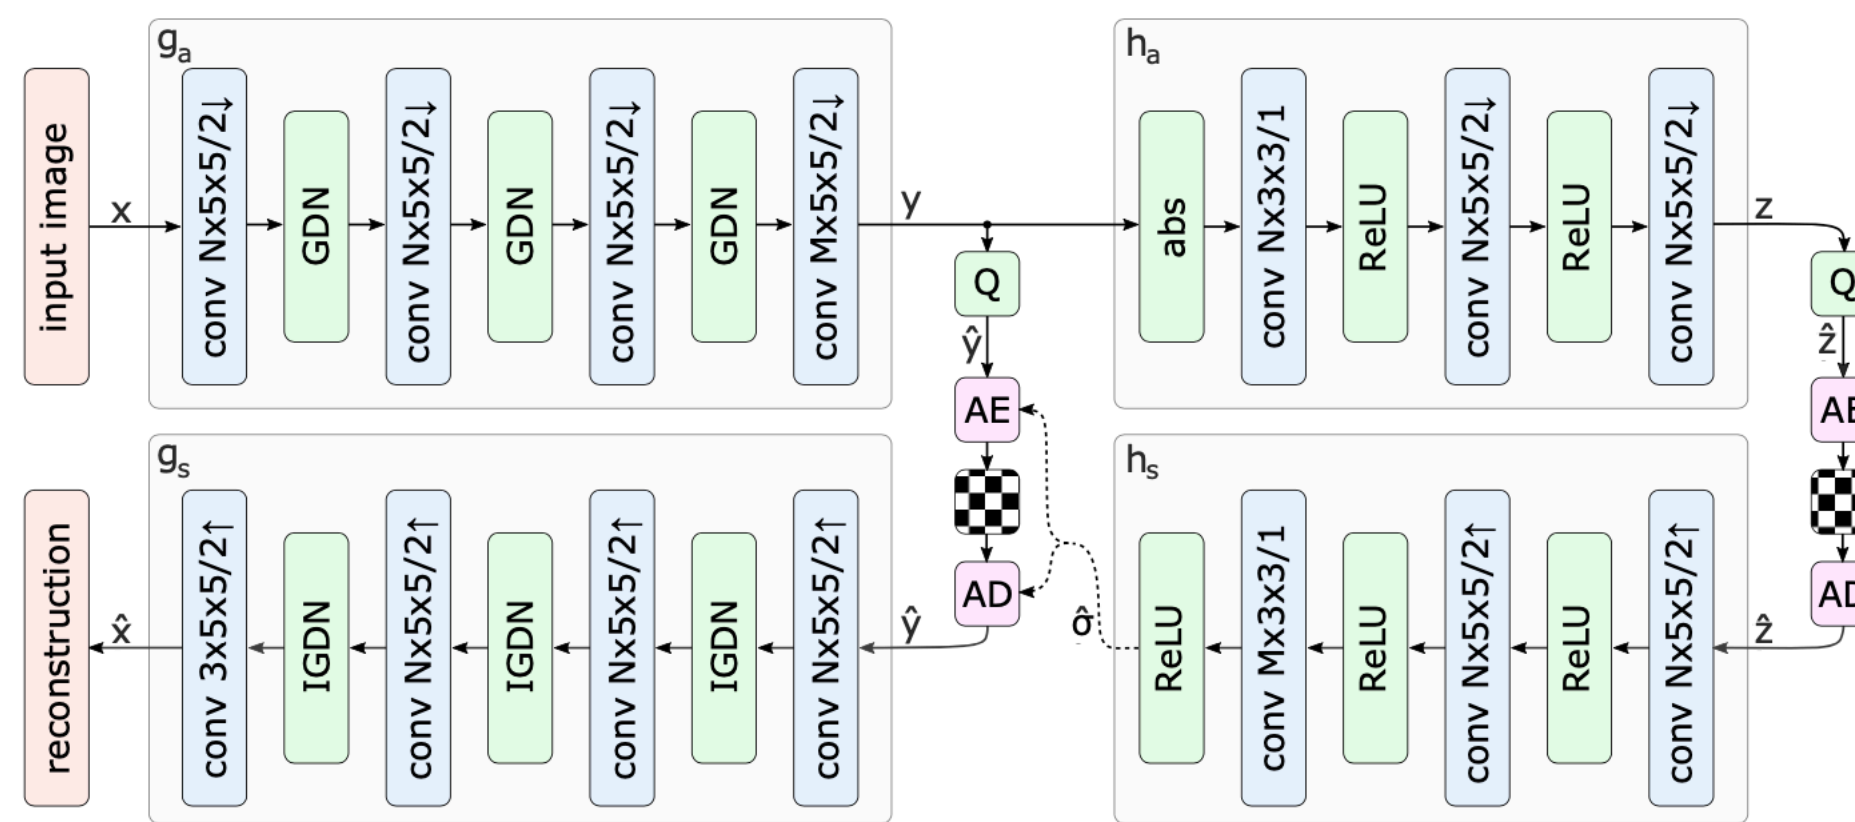 g_a
input image
x
conv Nx5x5/2↓
GDN
conv Nx5x5/2↓
GDN
conv Nx5x5/2↓
GDN
conv Mx5x5/2↓
y
Q
ŷ
AE
AD
h_a
abs
conv Nx3x3/1
ReLU
conv Nx5x5/2↓
ReLU
conv Nx5x5/2↓
z
Q
ẑ
g_s
reconstruction
x̂
conv 3x5x5/2↑
IGDN
conv Nx5x5/2↑
IGDN
conv Nx5x5/2↑
IGDN
conv Nx5x5/2↑
ŷ
σ̂
h_s
ReLU
conv Mx3x3/1
ReLU
conv Nx5x5/2↑
ReLU
conv Nx5x5/2↑
ẑ